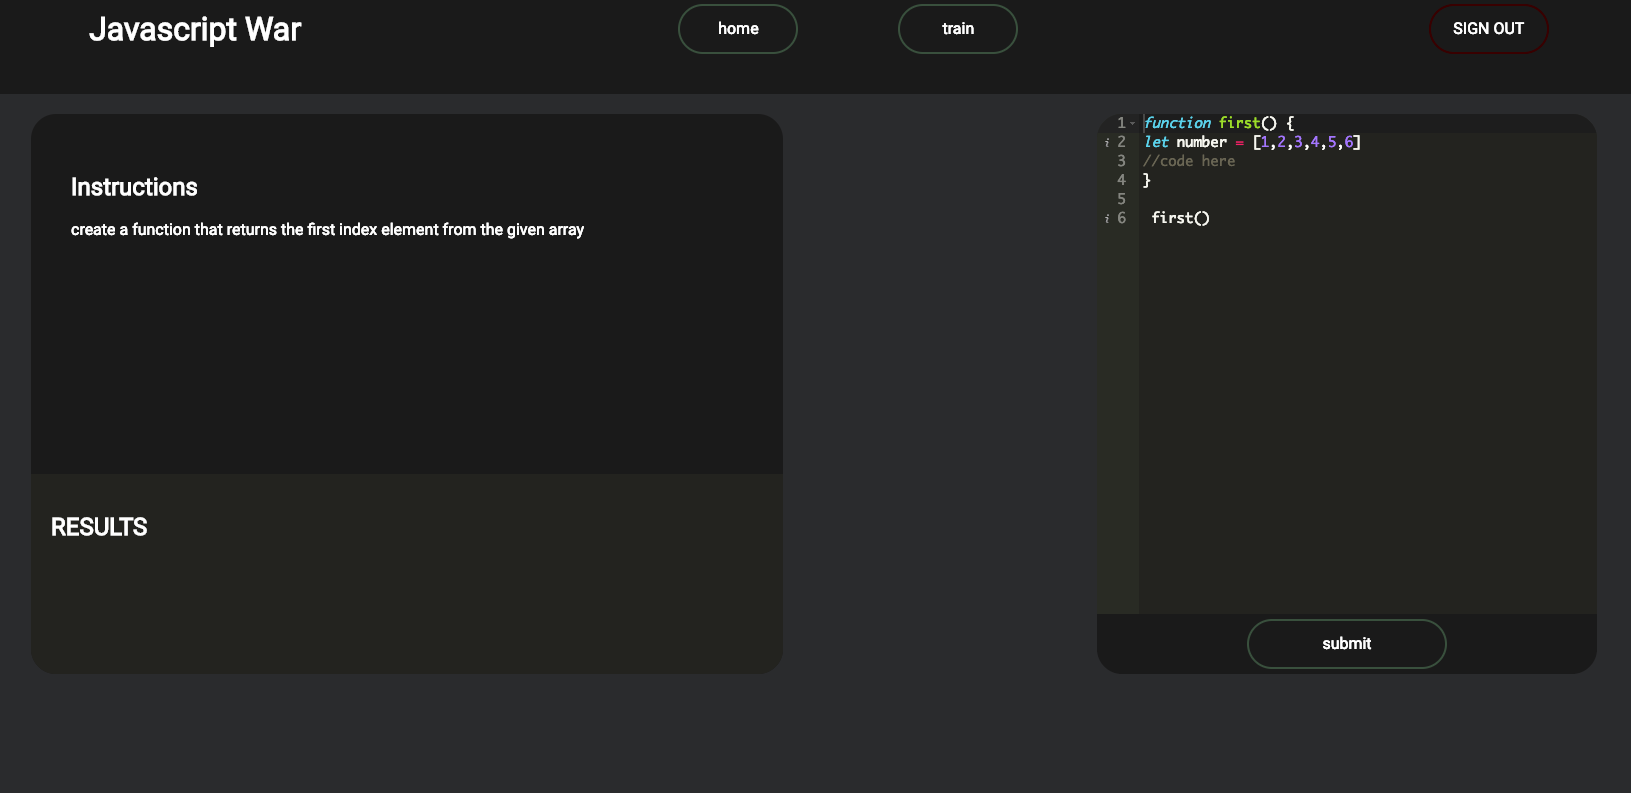 Javascript War
home
train
SIGN OUT
Instructions
create a function that returns the first index element from the given array
RESULTS
1 function first() {
i 2 let number = [1,2,3,4,5,6]
3 //code here
4 }
5
i 6 first()
submit